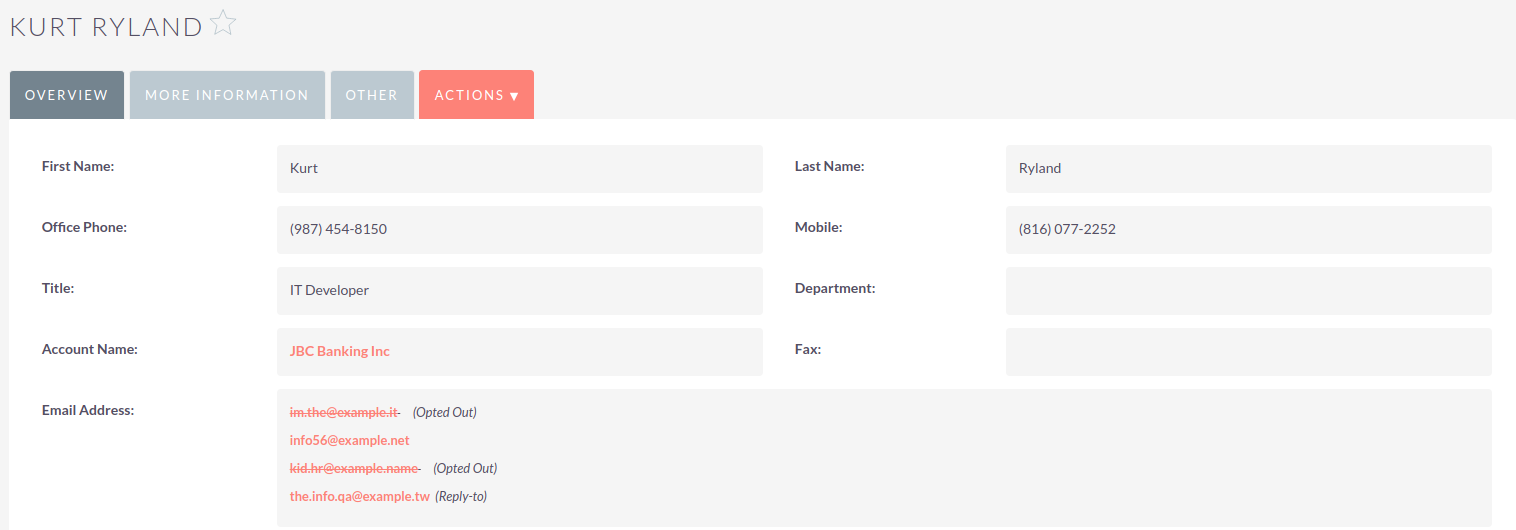 KURT RYLAND
OVERVIEW MORE INFORMATION OTHER ACTIONS ▼
First Name: Kurt Last Name: Ryland
Office Phone: (987) 454-8150 Mobile: (816) 077-2252
Title: IT Developer Department:
Account Name: JBC Banking Inc Fax:
Email Address: im.the@example.it (Opted Out)
info56@example.net
kid.hr@example.name (Opted Out)
the.info.qa@example.tw (Reply-to)